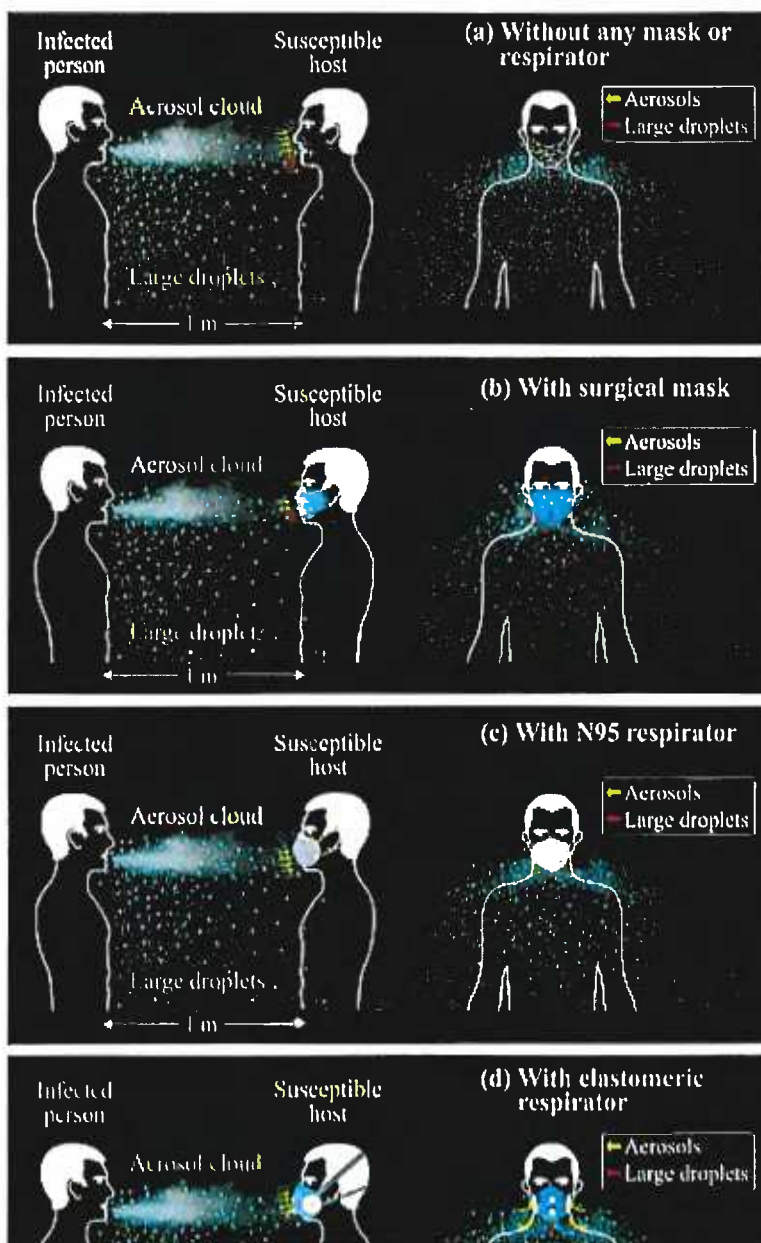 Infected
person
Susceptible
host
(a) Without any mask or
respirator
Aerosol cloud
Aerosols
Large droplets
Large droplets
1 m
Infected
person
Susceptible
host
(b) With surgical mask
Aerosol cloud
Aerosols
Large droplets
Large droplets
1 m
Infected
person
Susceptible
host
(c) With N95 respirator
Aerosol cloud
Aerosols
Large droplets
Large droplets
1 m
Infected
person
Susceptible
host
(d) With elastomeric
respirator
Aerosol cloud
Aerosols
Large droplets